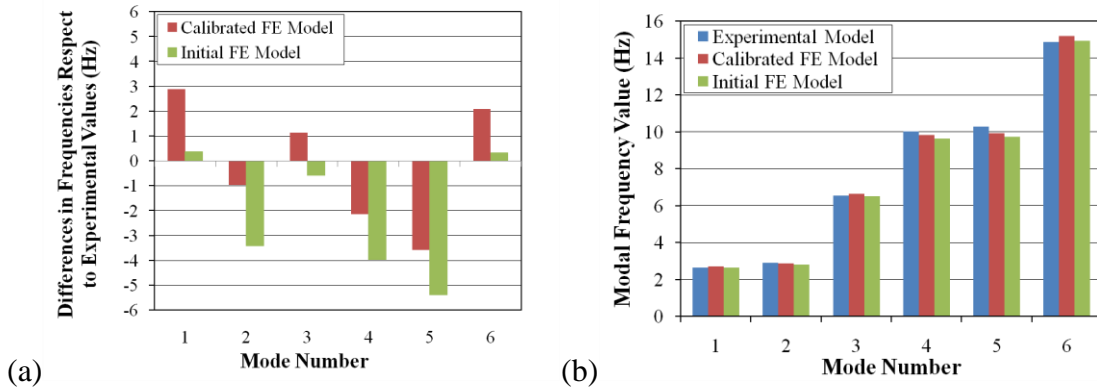 Differences in Frequencies Respect
to Experimental Values (Hz)
6
5
4
3
2
1
0
-1
-2
-3
-4
-5
-6
Calibrated FE Model
Initial FE Model
1 2 3 4 5 6
Mode Number
(a)
Modal Frequency Value (Hz)
16
14
12
10
8
6
4
2
0
Experimental Model
Calibrated FE Model
Initial FE Model
1 2 3 4 5 6
Mode Number
(b)